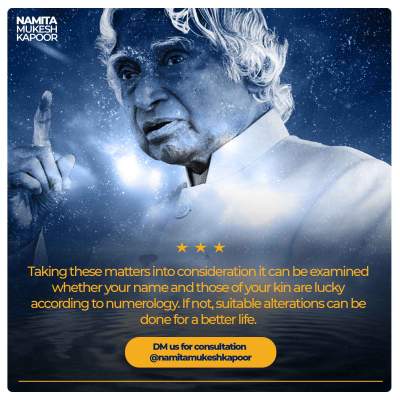 NAMITA
MUKESH
KAPOOR
Taking these matters into consideration it can be examined
whether your name and those of your kin are lucky
according to numerology. If not, suitable alterations can be
done for a better life.
DM us for consultation
@namitamukeshkapoor